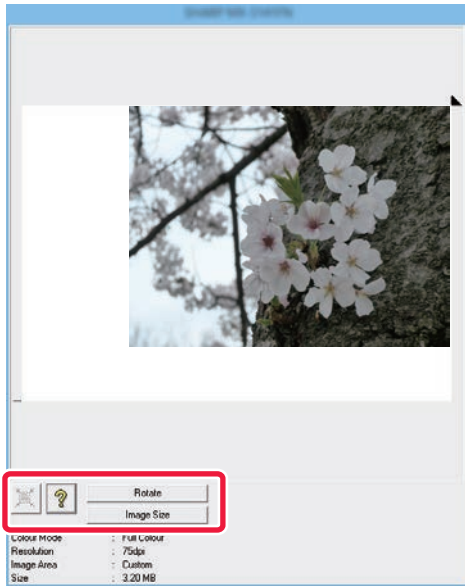 ?
Rotate
Image Size
Colour Mode : Full Colour
Resolution : 75dpi
Image Area : Custom
Size : 3.20 MB